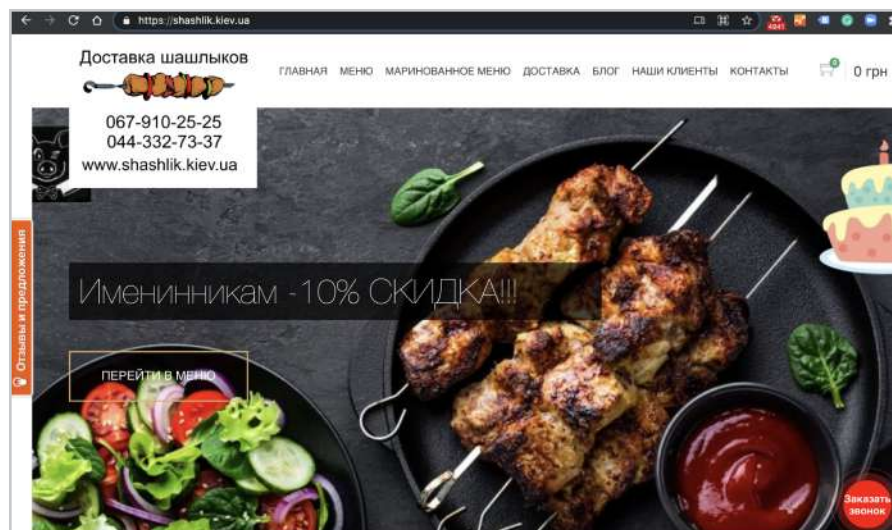 https://shashlik.kiev.ua
4041
Доставка шашлыков
067-910-25-25
044-332-73-37
www.shashlik.kiev.ua
ГЛАВНАЯ МЕНЮ МАРИНОВАННОЕ МЕНЮ ДОСТАВКА БЛОГ НАШИ КЛИЕНТЫ КОНТАКТЫ
0
0 грн
Отзывы и предложения
Именинникам -10% СКИДКА!!!
ПЕРЕЙТИ В МЕНЮ
Заказать
звонок